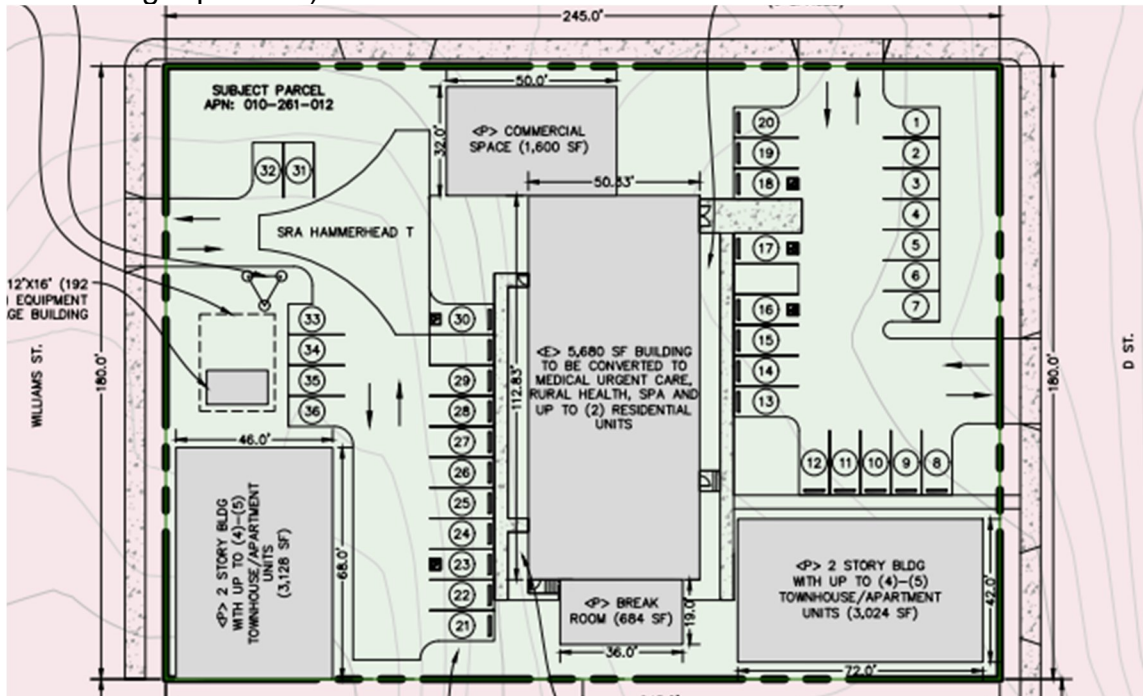 245.0'
SUBJECT PARCEL
APN: 010-261-012
50.0'
32.0'
<P> COMMERCIAL
SPACE (1,600 SF)
50.33'
20
19
18
17
16
15
14
13
1
2
3
4
5
6
7
32
31
SRA HAMMERHEAD T
12'X16' (192
EQUIPMENT
GE BUILDING
WILLIAMS ST.
180.0'
33
34
35
36
30
29
28
27
26
25
24
23
22
21
112.83'
<E> 5,680 SF BUILDING
TO BE CONVERTED TO
MEDICAL URGENT CARE,
RURAL HEALTH, SPA AND
UP TO (2) RESIDENTIAL
UNITS
180.0'
D ST.
12
11
10
9
8
46.0'
68.0'
<P> 2 STORY BLDG
WITH UP TO (4)-(5)
TOWNHOUSE/APARTMENT
UNITS
(3,128 SF)
<P> BREAK
ROOM (684 SF)
19.0'
36.0'
<P> 2 STORY BLDG
WITH UP TO (4)-(5)
TOWNHOUSE/APARTMENT
UNITS (3,024 SF)
42.0'
72.0'